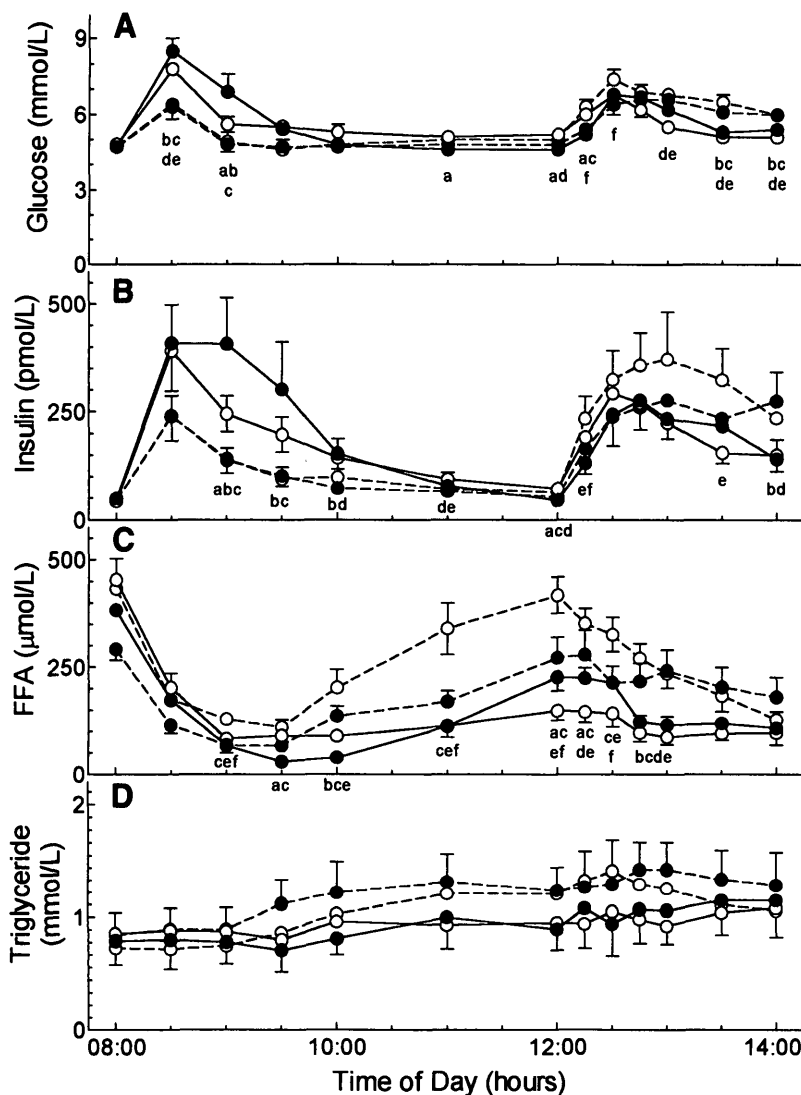 A
Glucose (mmol/L)
9
6
3
0
bc
de
ab
c
a
ad
ac
f
f
de
bc
de
bc
de
B
Insulin (pmol/L)
500
250
0
abc
bc
bd
de
acd
ef
e
bd
C
FFA (μmol/L)
500
250
0
cef
ac
bce
cef
ac
ef
ac
de
ce
f
bcde
D
Triglyceride
(mmol/L)
2
1
0
08:00
10:00
12:00
14:00
Time of Day (hours)